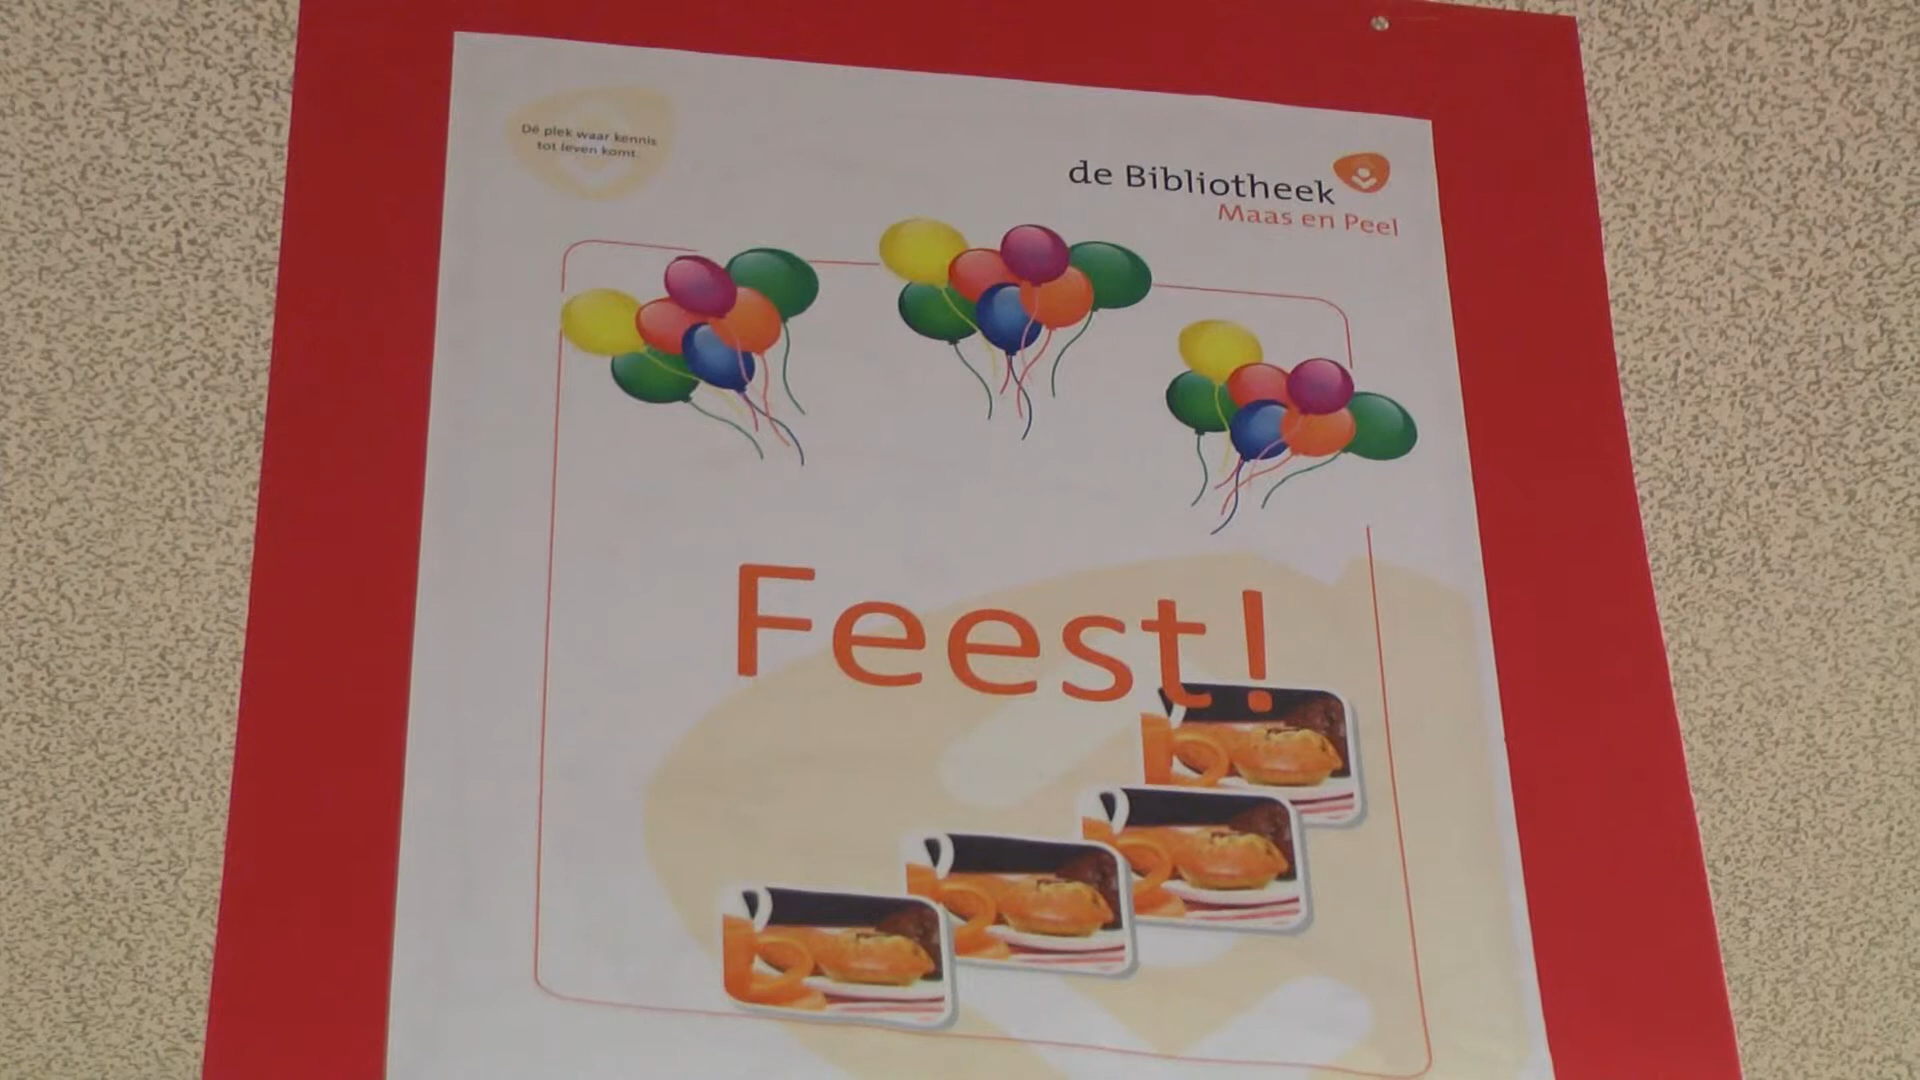 Dé plek waar kennis
tot leven komt.
de Bibliotheek
Maas en Peel
Feest!